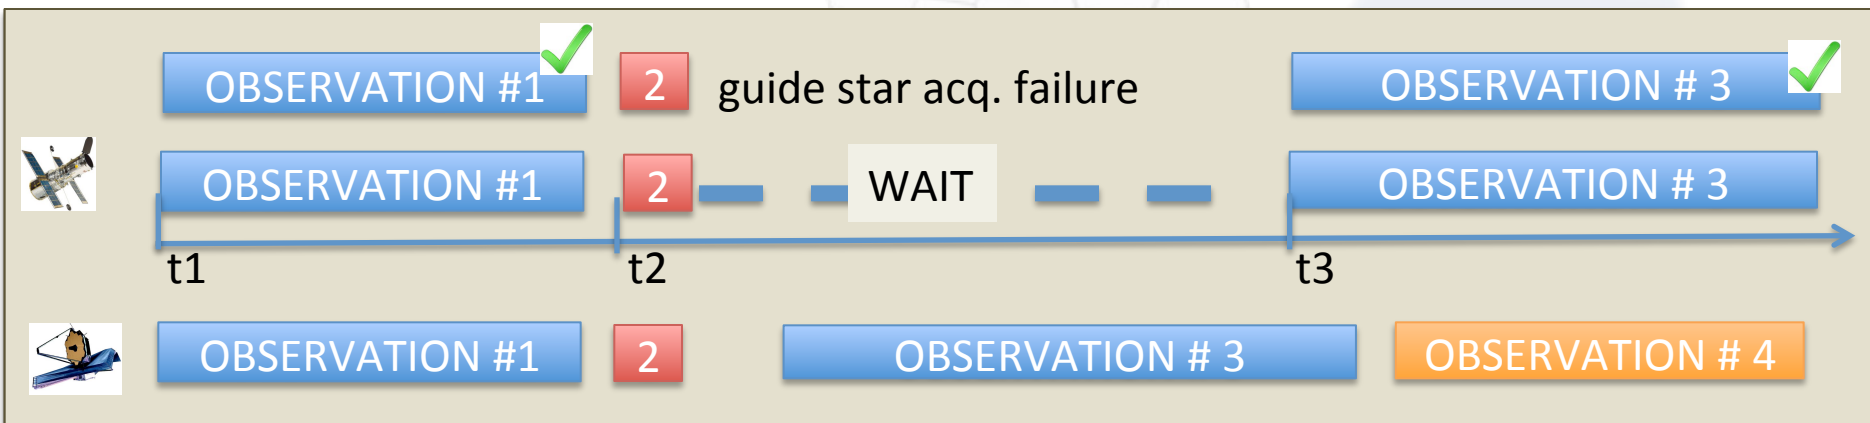 OBSERVATION #1 2 guide star acq. failure OBSERVATION # 3
OBSERVATION #1 2 WAIT OBSERVATION # 3
t1 t2 t3
OBSERVATION #1 2 OBSERVATION # 3 OBSERVATION # 4